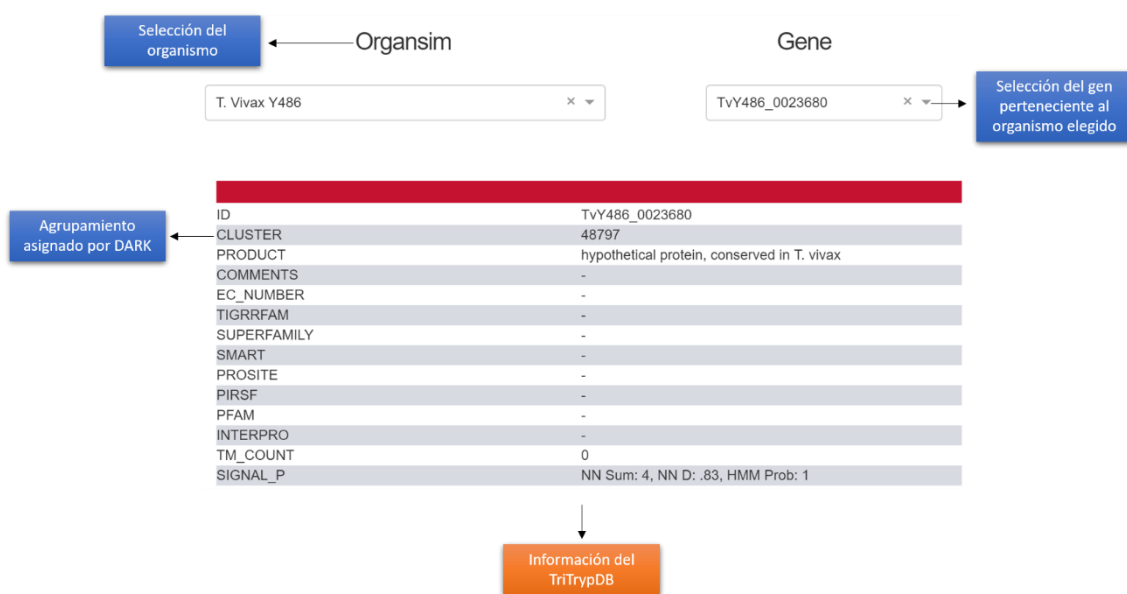 Selección del
organismo
Organsim
Gene
T. Vivax Y486
TvY486_0023680
Selección del gen
perteneciente al
organismo elegido
Agrupamiento
asignado por DARK
ID TvY486_0023680
CLUSTER 48797
PRODUCT hypothetical protein, conserved in T. vivax
COMMENTS -
EC_NUMBER -
TIGRRFAM -
SUPERFAMILY -
SMART -
PROSITE -
PIRSF -
PFAM -
INTERPRO -
TM_COUNT 0
SIGNAL_P NN Sum: 4, NN D: .83, HMM Prob: 1
Información del
TriTrypDB